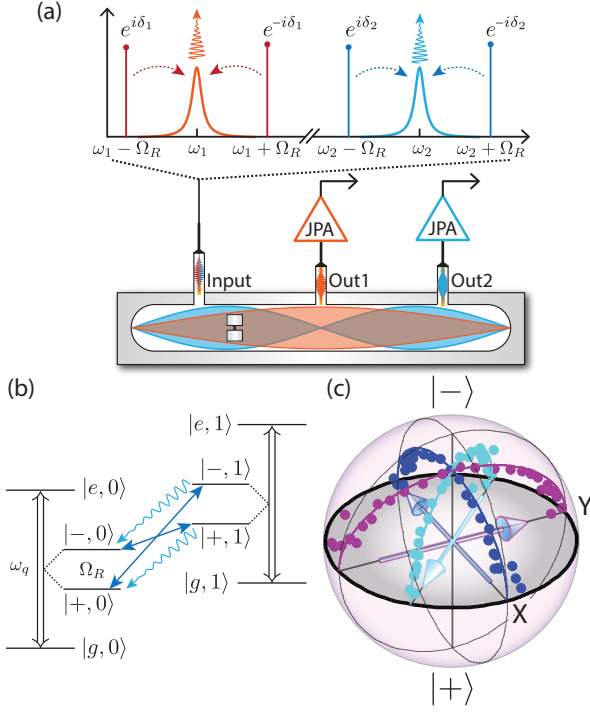 (a)
e^{iδ_1} e^{-iδ_1} e^{iδ_2} e^{-iδ_2}
ω_1 − Ω_R ω_1 ω_1 + Ω_R ω_2 − Ω_R ω_2 ω_2 + Ω_R
JPA JPA
Input Out1 Out2
(b)
|e, 1⟩
|−, 1⟩
|e, 0⟩
|−, 0⟩ |+, 1⟩
ω_q Ω_R
|+, 0⟩ |g, 1⟩
|g, 0⟩
(c)
|−⟩
Y
X
|+⟩